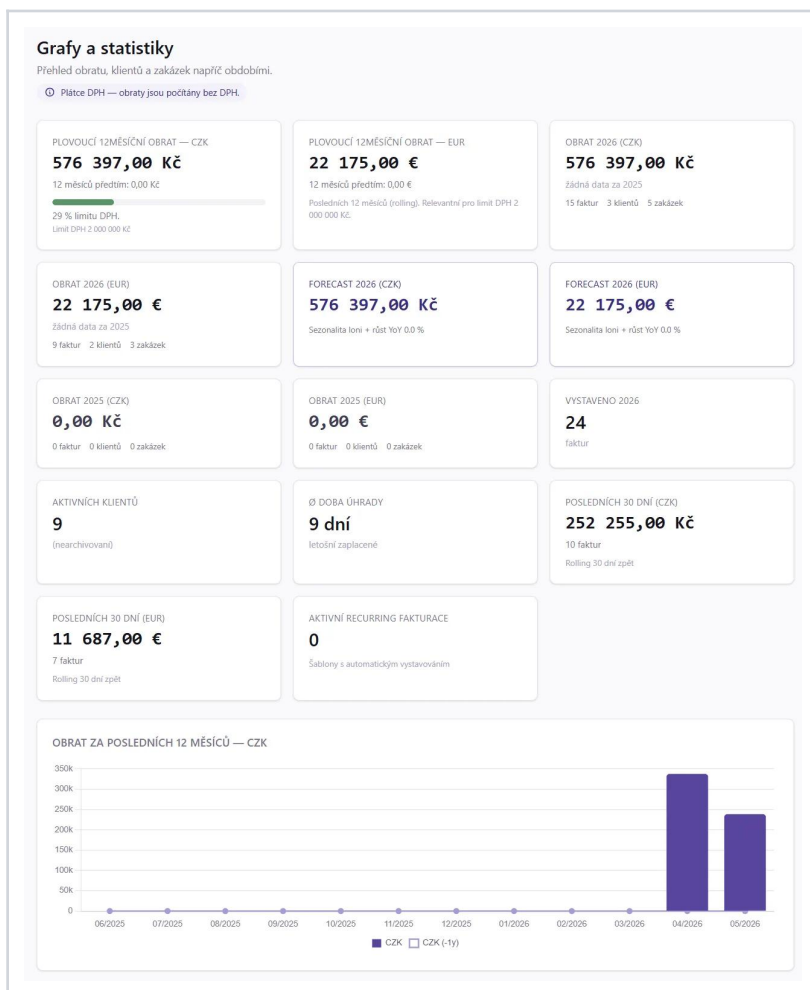 Grafy a statistiky
Přehled obratu, klientů a zakázek napříč obdobími.
Plátce DPH — obraty jsou počítány bez DPH.
PLOVOUCÍ 12MĚSÍČNÍ OBRAT — CZK
576 397,00 Kč
12 měsíců předtím: 0,00 Kč
29 % limitu DPH.
Limit DPH 2 000 000 Kč
PLOVOUCÍ 12MĚSÍČNÍ OBRAT — EUR
22 175,00 €
12 měsíců předtím: 0,00 €
Posledních 12 měsíců (rolling). Relevantní pro limit DPH 2
000 000 Kč.
OBRAT 2026 (CZK)
576 397,00 Kč
žádná data za 2025
15 faktur 3 klientů 5 zakázek
OBRAT 2026 (EUR)
22 175,00 €
žádná data za 2025
9 faktur 2 klientů 3 zakázek
FORECAST 2026 (CZK)
576 397,00 Kč
Sezonalita loni + růst YoY 0.0 %
FORECAST 2026 (EUR)
22 175,00 €
Sezonalita loni + růst YoY 0.0 %
OBRAT 2025 (CZK)
0,00 Kč
0 faktur 0 klientů 0 zakázek
OBRAT 2025 (EUR)
0,00 €
0 faktur 0 klientů 0 zakázek
VYSTAVENO 2026
24
faktur
AKTIVNÍCH KLIENTŮ
9
(nearchivovaní)
Ø DOBA ÚHRADY
9 dní
letošní zaplacené
POSLEDNÍCH 30 DNÍ (CZK)
252 255,00 Kč
10 faktur
Rolling 30 dní zpět
POSLEDNÍCH 30 DNÍ (EUR)
11 687,00 €
7 faktur
Rolling 30 dní zpět
AKTIVNÍ RECURRING FAKTURACE
0
Šablony s automatickým vystavováním
OBRAT ZA POSLEDNÍCH 12 MĚSÍCŮ — CZK
350k
300k
250k
200k
150k
100k
50k
0
06/2025 07/2025 08/2025 09/2025 10/2025 11/2025 12/2025 01/2026 02/2026 03/2026 04/2026 05/2026
CZK CZK (-1y)